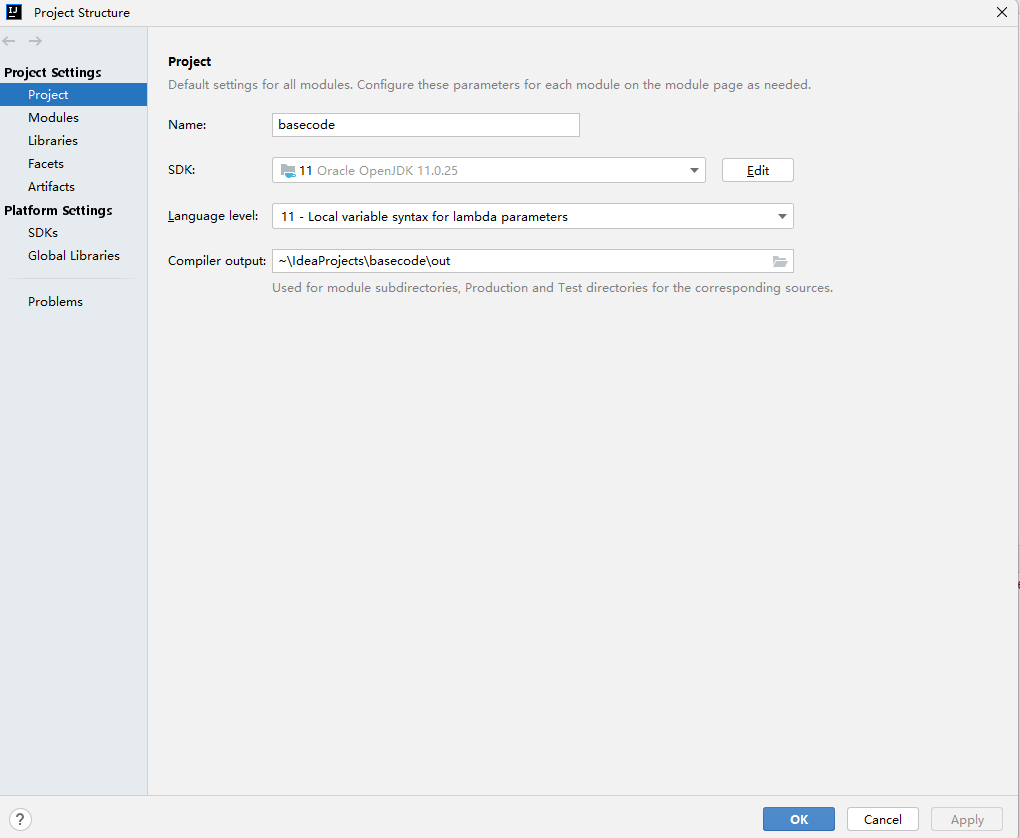 IJ
Project Structure
Project Settings
Project
Modules
Libraries
Facets
Artifacts
Platform Settings
SDKs
Global Libraries
Problems
Project
Default settings for all modules. Configure these parameters for each module on the module page as needed.
Name: basecode
SDK: 11 Oracle OpenJDK 11.0.25 Edit
Language level: 11 - Local variable syntax for lambda parameters
Compiler output: ~\IdeaProjects\basecode\out
Used for module subdirectories, Production and Test directories for the corresponding sources.
? OK Cancel Apply